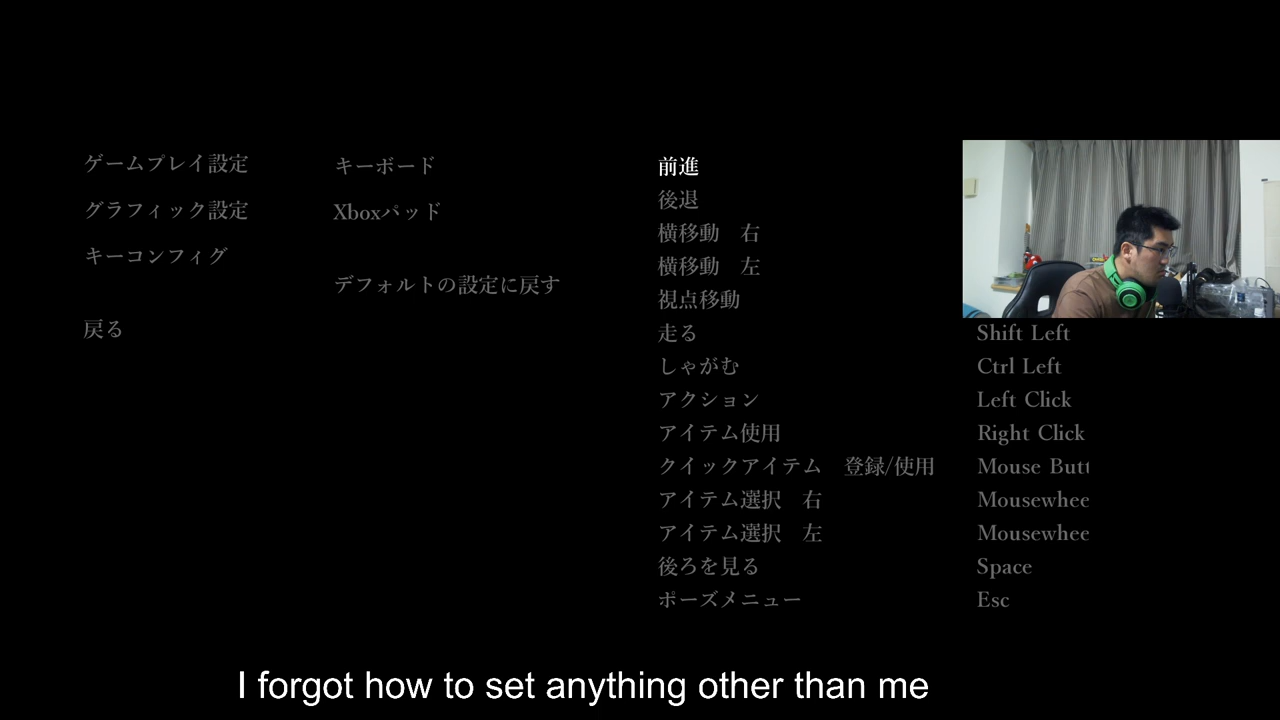 ゲームプレイ設定
グラフィック設定
キーコンフィグ
戻る
キーボード
Xboxパッド
デフォルトの設定に戻す
前進
後退
横移動　右
横移動　左
視点移動
走る Shift Left
しゃがむ Ctrl Left
アクション Left Click
アイテム使用 Right Click
クイックアイテム　登録/使用 Mouse Butt
アイテム選択　右 Mousewhee
アイテム選択　左 Mousewhee
後ろを見る Space
ポーズメニュー Esc
I forgot how to set anything other than me